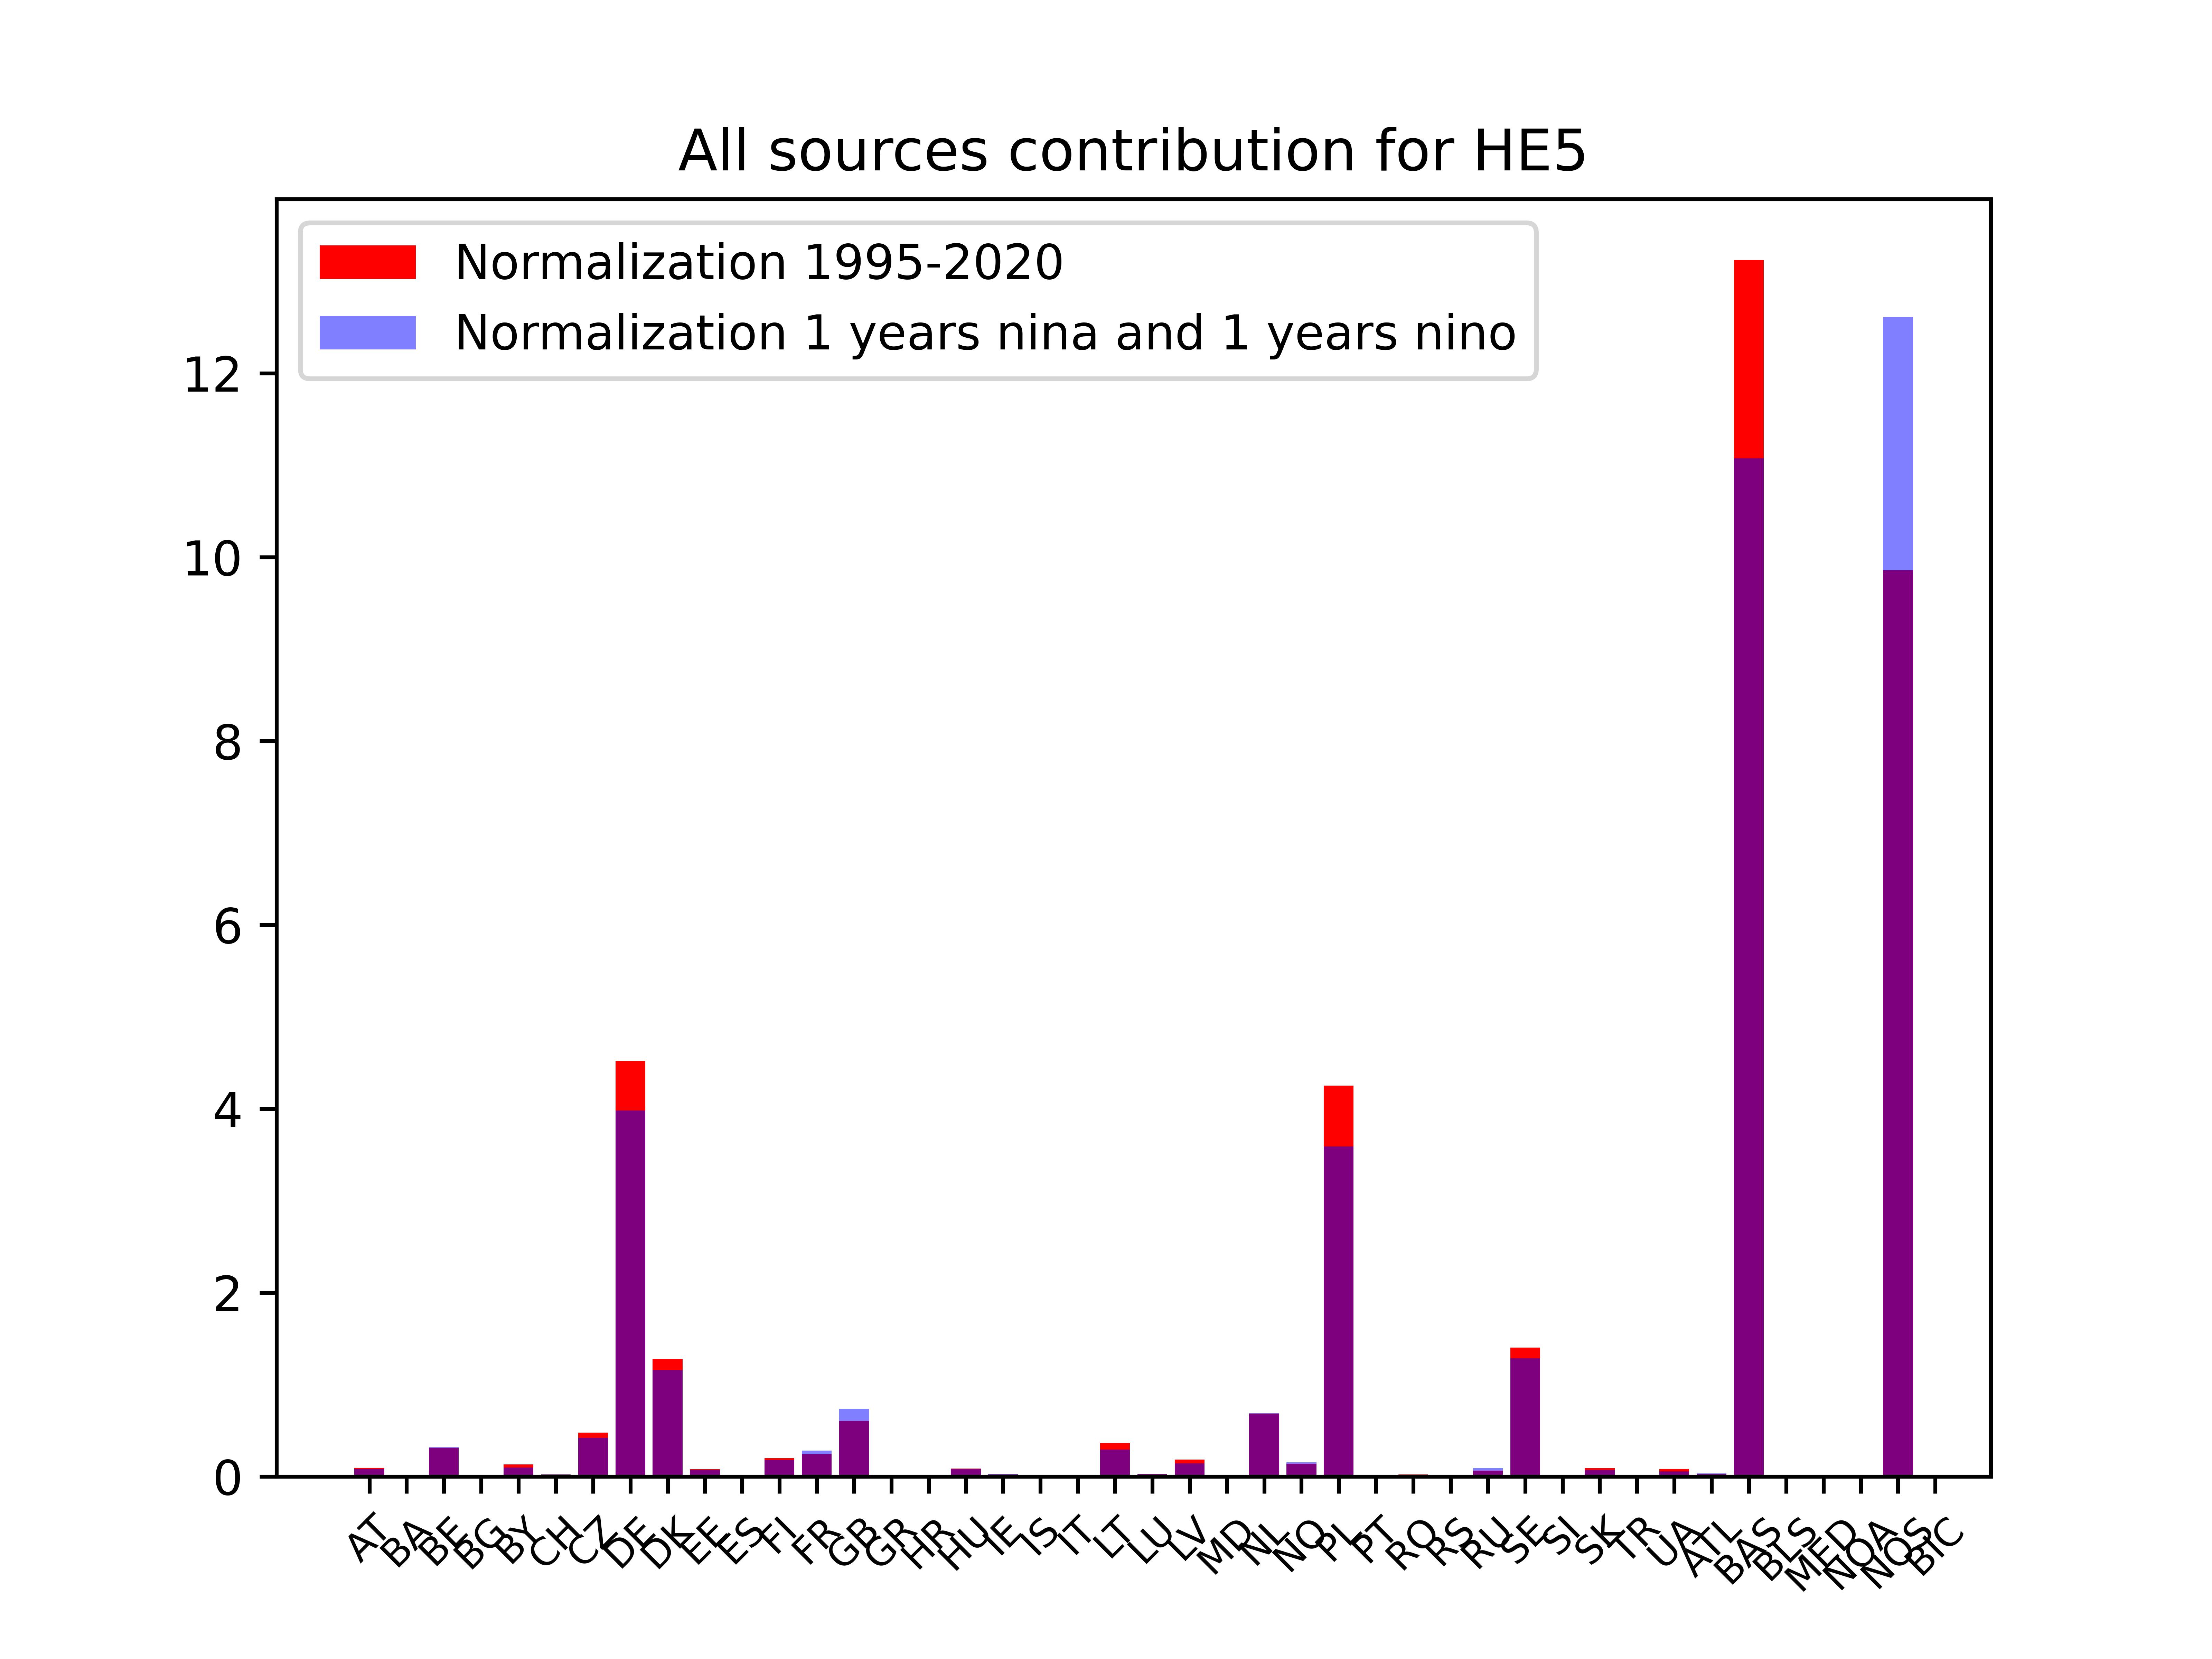 All sources contribution for HE5
Normalization 1995-2020
Normalization 1 years nina and 1 years nino
12
10
8
6
4
2
0
AT BA BE BG BY CH CZ DE DK EE ES FI FR GB GR HR HU IE IS IT LT LU LV MD NL NO PL PT RO RS RU SE SI SK TR UA ATL BAS BLS MED NOA NOS BIC